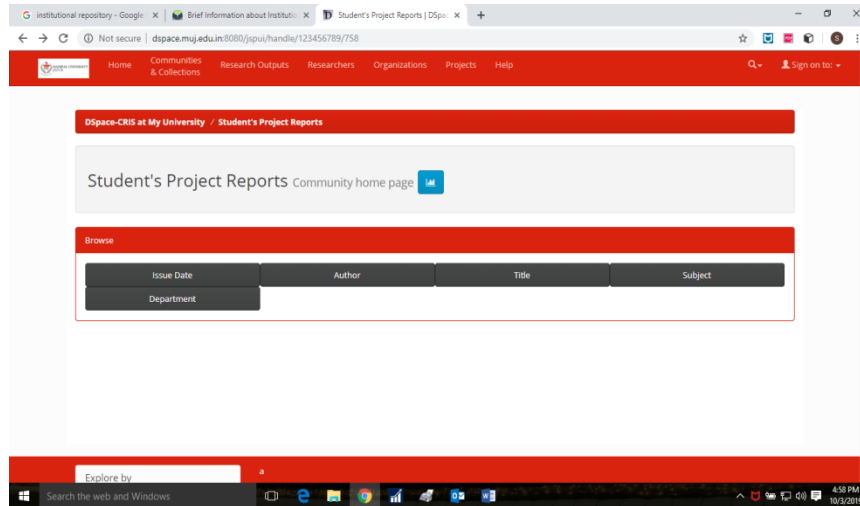 institutional repository - Google
Brief information about Institutio
Student's Project Reports | DSpa
Not secure | dspace.muj.edu.in:8080/jspui/handle/123456789/758
S
Home
Communities & Collections
Research Outputs
Researchers
Organizations
Projects
Help
Sign on to:
DSpace-CRIS at My University / Student's Project Reports
Student's Project Reports Community home page
Browse
Issue Date
Author
Title
Subject
Department
Explore by
a
Search the web and Windows
4:58 PM